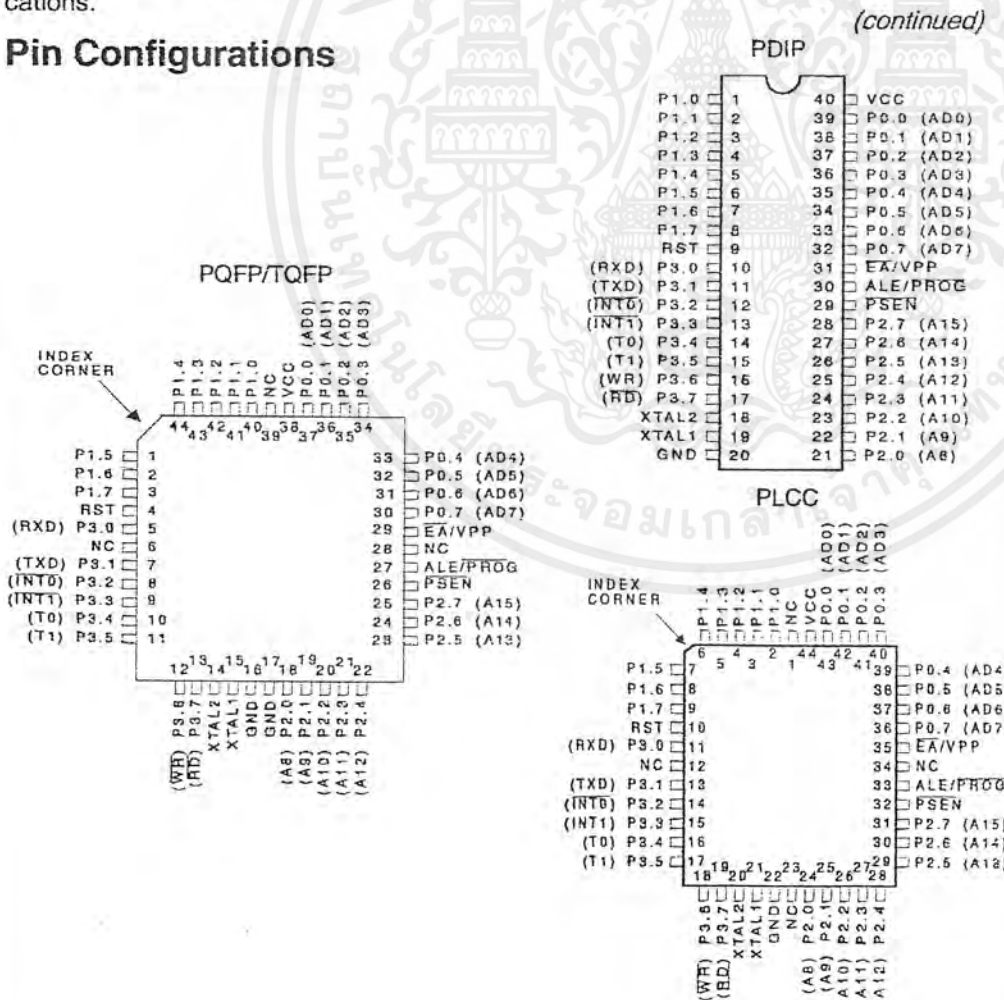 cations.
(continued)
Pin Configurations
PDIP
P1.0 1 40 VCC
P1.1 2 39 P0.0 (AD0)
P1.2 3 38 P0.1 (AD1)
P1.3 4 37 P0.2 (AD2)
P1.4 5 36 P0.3 (AD3)
P1.5 6 35 P0.4 (AD4)
P1.6 7 34 P0.5 (AD5)
P1.7 8 33 P0.6 (AD6)
RST 9 32 P0.7 (AD7)
(RXD) P3.0 10 31 EA/VPP
(TXD) P3.1 11 30 ALE/PROG
(INT0) P3.2 12 29 PSEN
(INT1) P3.3 13 28 P2.7 (A15)
(T0) P3.4 14 27 P2.6 (A14)
(T1) P3.5 15 26 P2.5 (A13)
(WR) P3.6 16 25 P2.4 (A12)
(RD) P3.7 17 24 P2.3 (A11)
XTAL2 18 23 P2.2 (A10)
XTAL1 19 22 P2.1 (A9)
GND 20 21 P2.0 (A8)
PQFP/TQFP
INDEX
CORNER
P1.4 P1.3 P1.2 P1.1 P1.0 NC VCC P0.0 (AD0) P0.1 (AD1) P0.2 (AD2) P0.3 (AD3)
44 43 42 41 40 39 38 37 36 35 34
P1.5 1 33 P0.4 (AD4)
P1.6 2 32 P0.5 (AD5)
P1.7 3 31 P0.6 (AD6)
RST 4 30 P0.7 (AD7)
(RXD) P3.0 5 29 EA/VPP
NC 6 28 NC
(TXD) P3.1 7 27 ALE/PROG
(INT0) P3.2 8 26 PSEN
(INT1) P3.3 9 25 P2.7 (A15)
(T0) P3.4 10 24 P2.6 (A14)
(T1) P3.5 11 23 P2.5 (A13)
12 13 14 15 16 17 18 19 20 21 22
(WR) P3.6 (RD) P3.7 XTAL2 XTAL1 GND GND (A8) P2.0 (A9) P2.1 (A10) P2.2 (A11) P2.3 (A12) P2.4
PLCC
INDEX
CORNER
P1.4 P1.3 P1.2 P1.1 P1.0 NC VCC P0.0 (AD0) P0.1 (AD1) P0.2 (AD2) P0.3 (AD3)
6 5 4 3 2 1 44 43 42 41 40
P1.5 7 39 P0.4 (AD4
P1.6 8 38 P0.5 (AD5
P1.7 9 37 P0.6 (AD6
RST 10 36 P0.7 (AD7
(RXD) P3.0 11 35 EA/VPP
NC 12 34 NC
(TXD) P3.1 13 33 ALE/PROG
(INT0) P3.2 14 32 PSEN
(INT1) P3.3 15 31 P2.7 (A15)
(T0) P3.4 16 30 P2.6 (A14)
(T1) P3.5 17 29 P2.5 (A13)
18 19 20 21 22 23 24 25 26 27 28
(WR) P3.6 (RD) P3.7 XTAL2 XTAL1 GND NC (A8) P2.0 (A9) P2.1 A10) P2.2 A11) P2.3 A12) P2.4